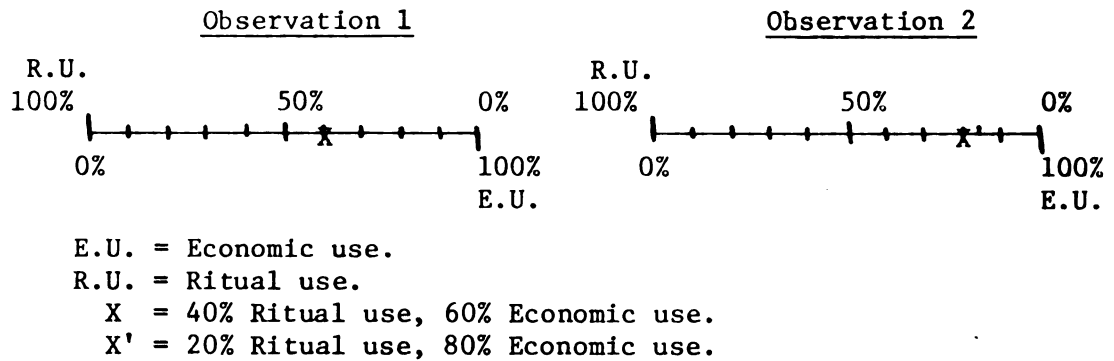 Observation 1 Observation 2
R.U. R.U.
100% 50% 0% 100% 50% 0%
X X'
0% 100% 0% 100%
E.U. E.U.
E.U. = Economic use.
R.U. = Ritual use.
X = 40% Ritual use, 60% Economic use.
X' = 20% Ritual use, 80% Economic use.